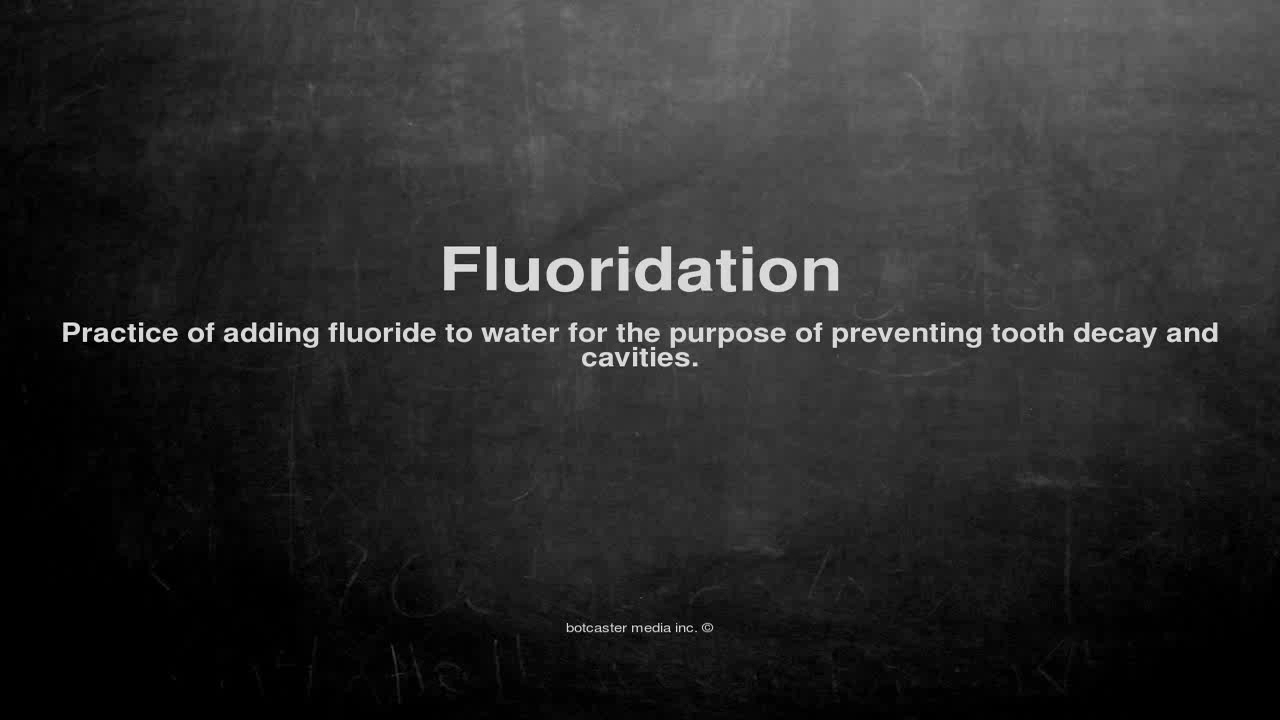 Fluoridation
Practice of adding fluoride to water for the purpose of preventing tooth decay and
cavities.
botcaster media inc. ©